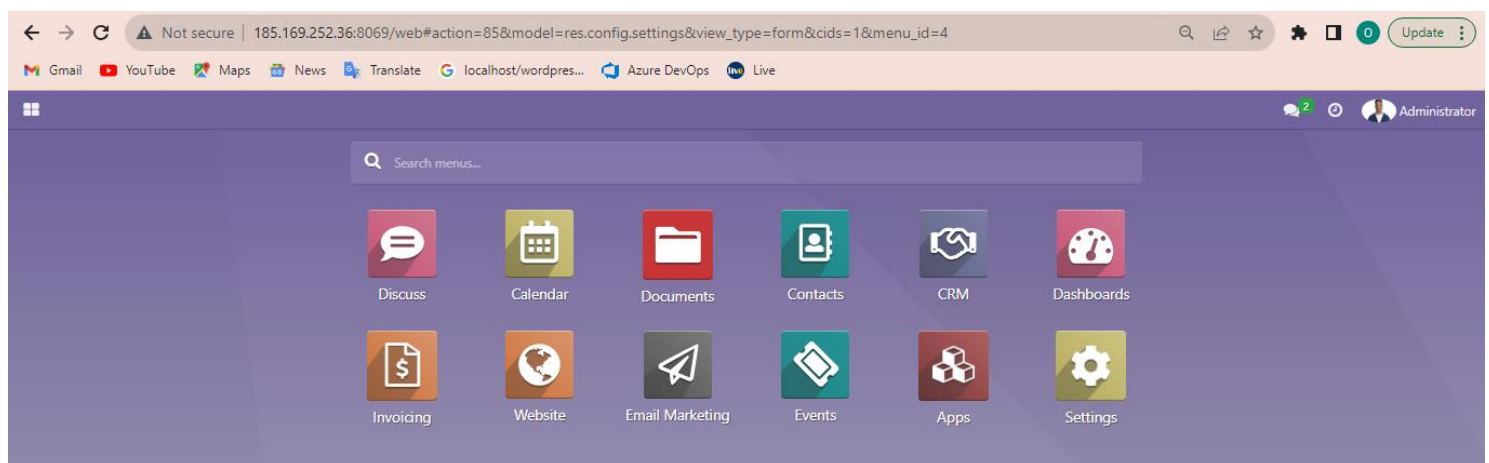 Not secure | 185.169.252.36:8069/web#action=85&model=res.config.settings&view_type=form&cids=1&menu_id=4 O Update
Gmail YouTube Maps News Translate localhost/wordpres... Azure DevOps live Live
2 Administrator
Search menus...
Discuss Calendar Documents Contacts CRM Dashboards
Invoicing Website Email Marketing Events Apps Settings